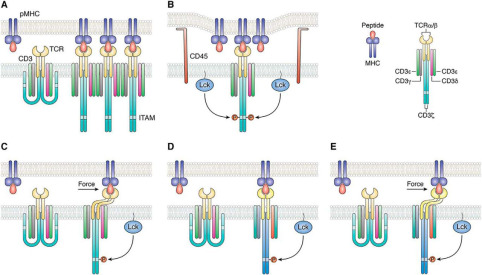 A
pMHC
TCR
CD3
ITAM
B
CD45
Lck
Lck
P
P
Peptide
MHC
TCRα/β
CD3ε
CD3γ
CD3ε
CD3δ
CD3ζ
C
Force
Lck
P
D
Lck
P
E
Force
Lck
P